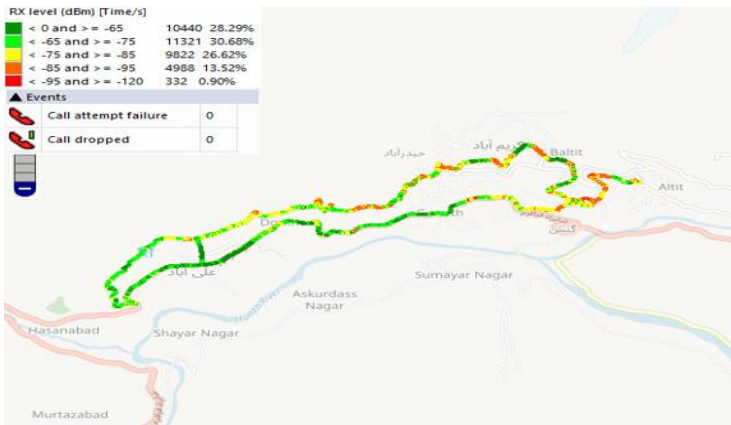 RX level (dBm) [Time/s]
< 0 and >= -65 10440 28.29%
< -65 and >= -75 11321 30.68%
< -75 and >= -85 9822 26.62%
< -85 and >= -95 4988 13.52%
< -95 and >= -120 332 0.90%
Events
Call attempt failure 0
Call dropped 0
حیدرآباد
کریم آباد
Baltit
Altit
گنیش
علی آباد
Sumayar Nagar
Askurdass
Nagar
Hunza River
Hasanabad
Shayar Nagar
Murtazabad